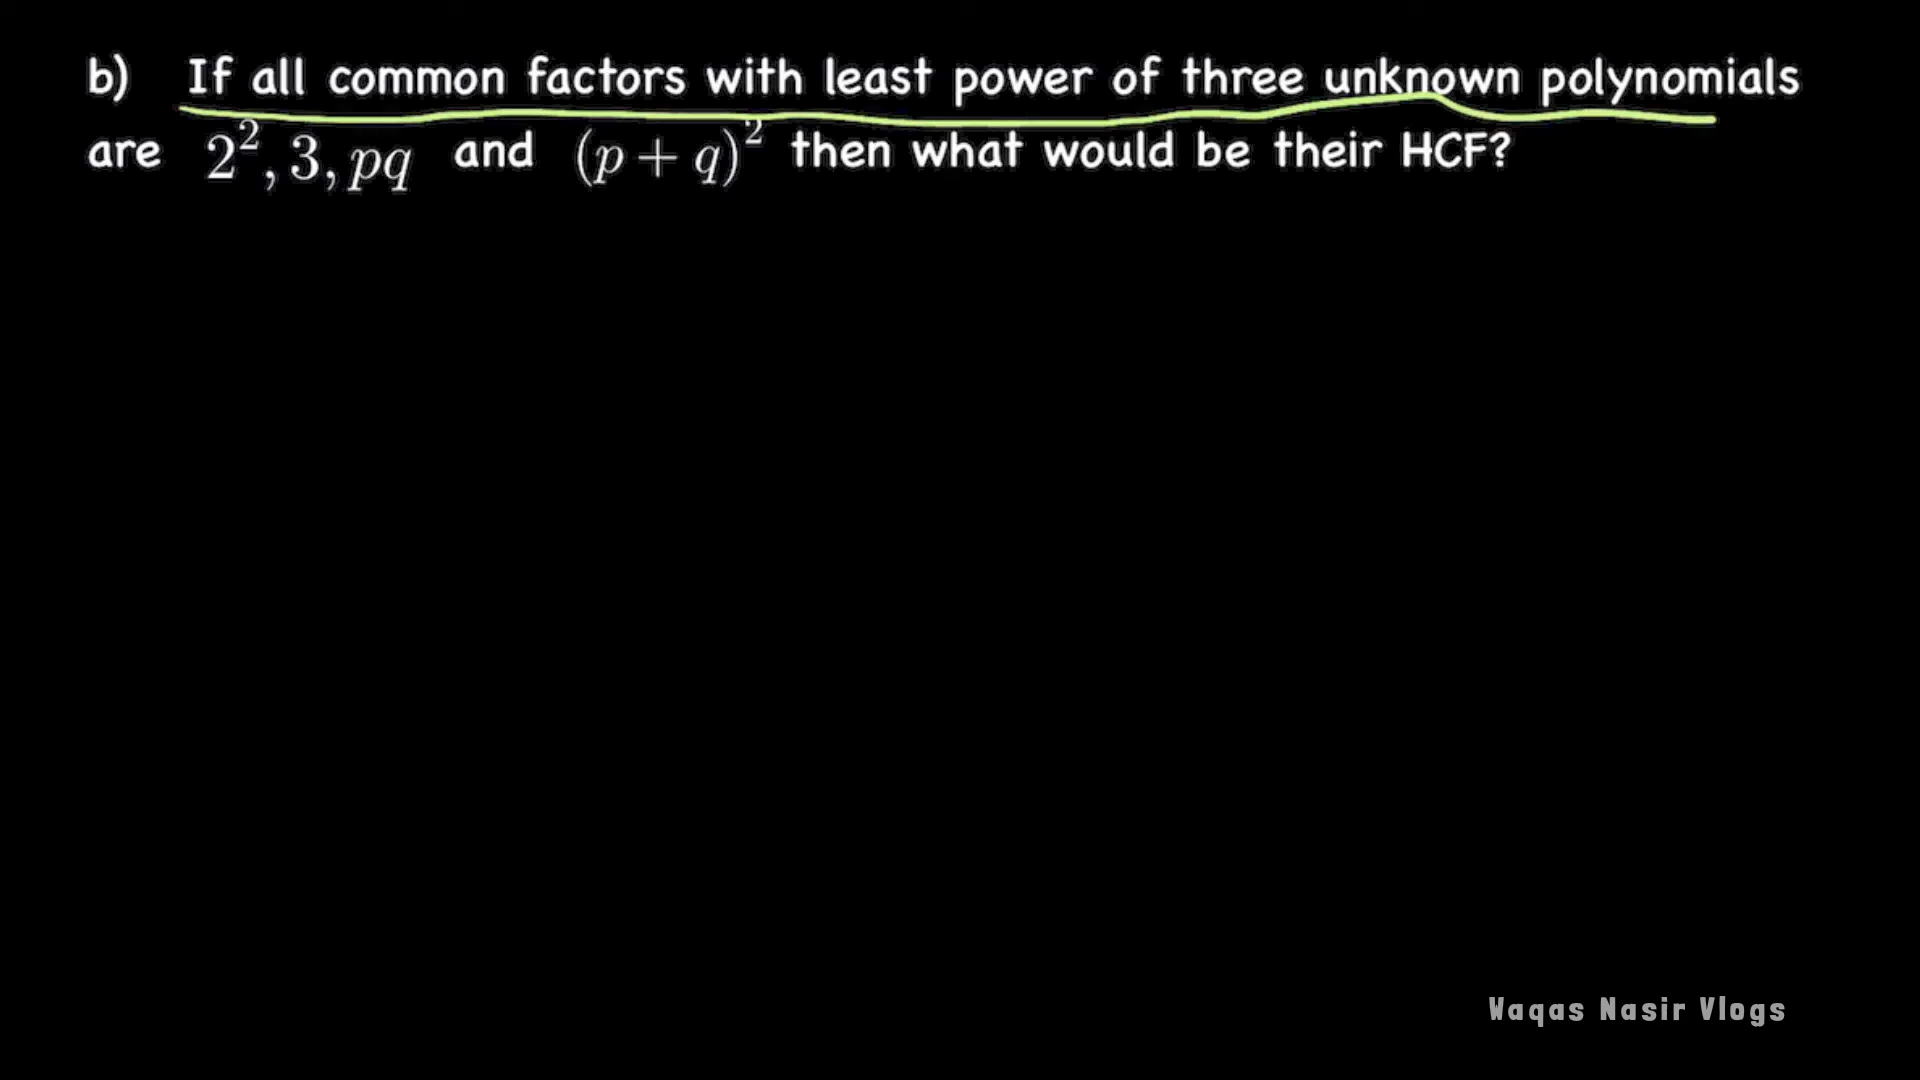 b) If all common factors with least power of three unknown polynomials
are 2², 3, pq and (p + q)² then what would be their HCF?
Waqas Nasir Vlogs